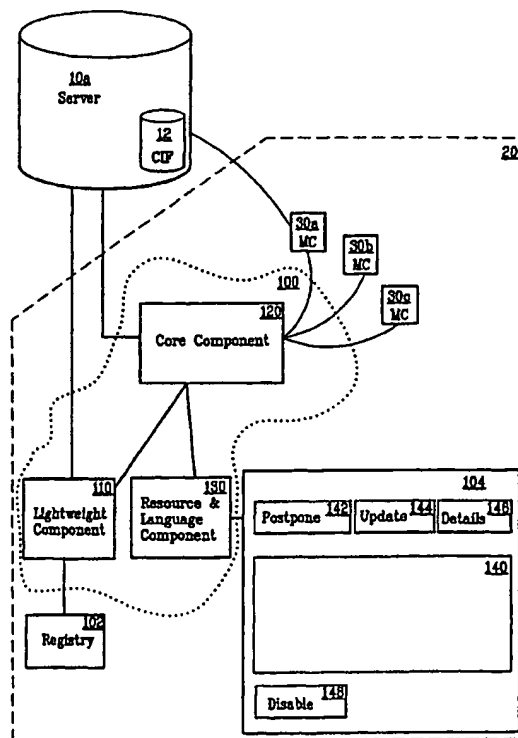 10a
Server
12
CIF
20
30a
MC
30b
MC
30c
MC
100
120
Core Component
110
Lightweight
Component
130
Resource &
Language
Component
104
Postpone 142
Update 144
Details 146
140
102
Registry
Disable 148